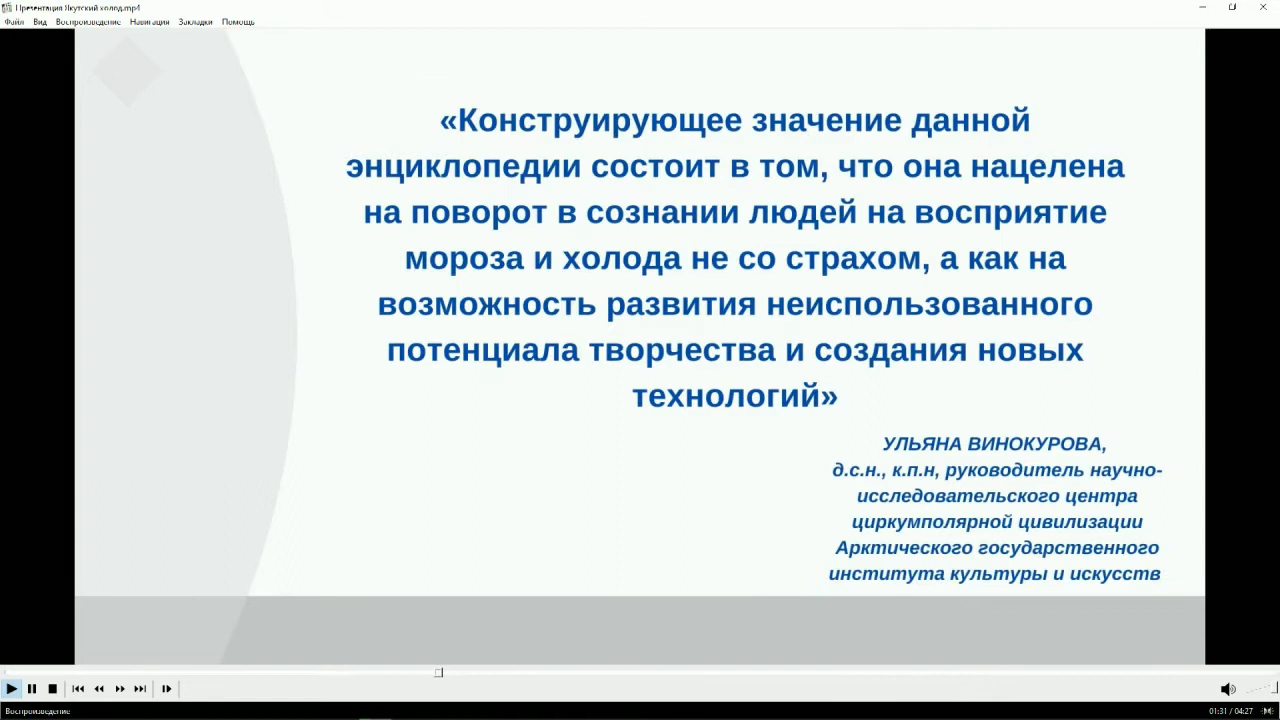 Презентация Якутский холод.mp4
Файл Вид Воспроизведение Навигация Закладки Помощь
«Конструирующее значение данной
энциклопедии состоит в том, что она нацелена
на поворот в сознании людей на восприятие
мороза и холода не со страхом, а как на
возможность развития неиспользованного
потенциала творчества и создания новых
технологий»
УЛЬЯНА ВИНОКУРОВА,
д.с.н., к.п.н, руководитель научно-
исследовательского центра
циркумполярной цивилизации
Арктического государственного
института культуры и искусств
Воспроизведение 01:31 / 04:27